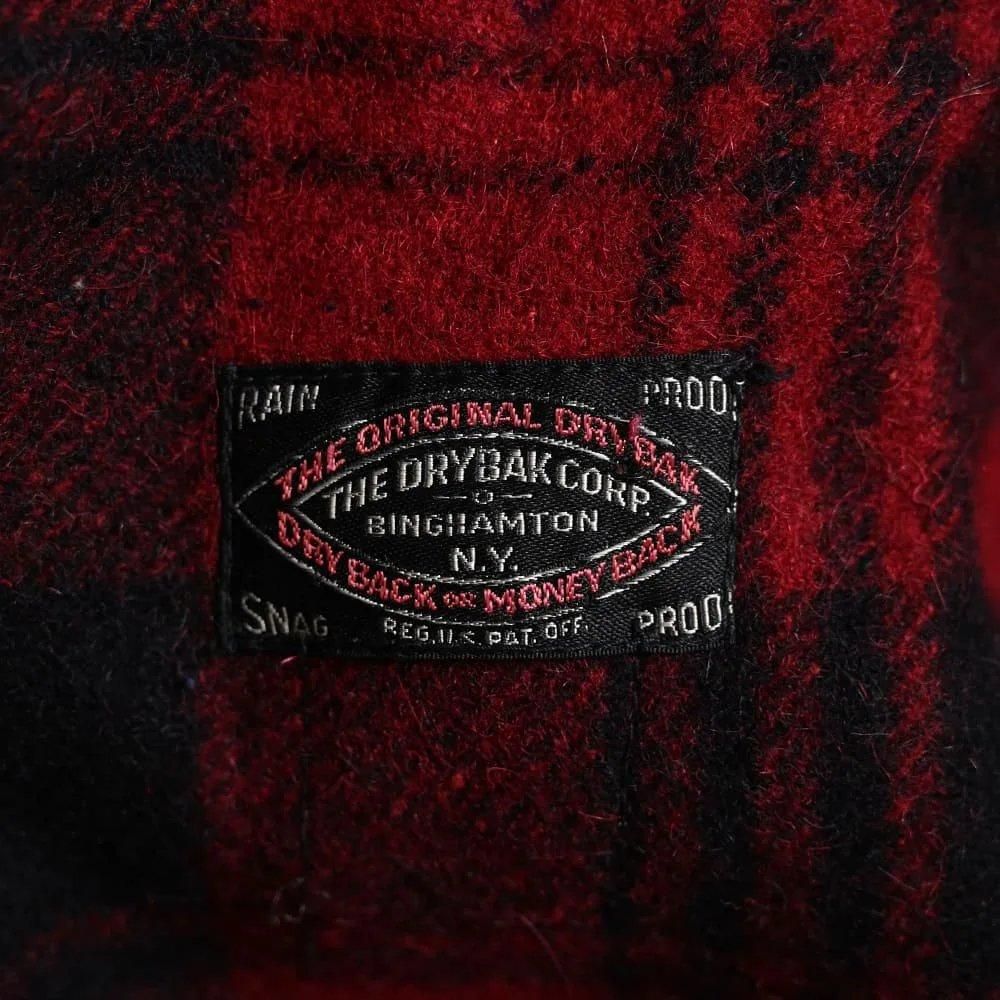 RAIN PROOF
THE ORIGINAL DRYBAK
THE DRYBAK CORP.
BINGHAMTON
N.Y.
DRY BACK OR MONEY BACK
SNAG PROOF
REG. U.S. PAT. OFF.